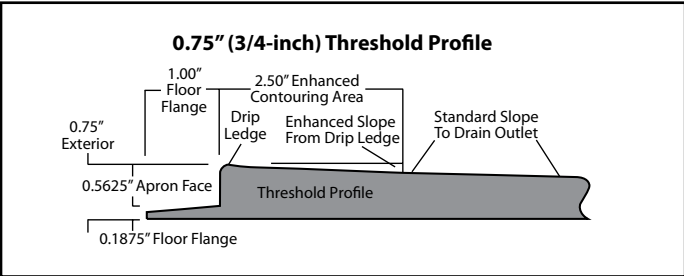 0.75” (3/4-inch) Threshold Profile
1.00”
Floor
Flange
2.50” Enhanced
Contouring Area
0.75”
Exterior
Drip
Ledge
Enhanced Slope
From Drip Ledge
Standard Slope
To Drain Outlet
0.5625” Apron Face
Threshold Profile
0.1875” Floor Flange